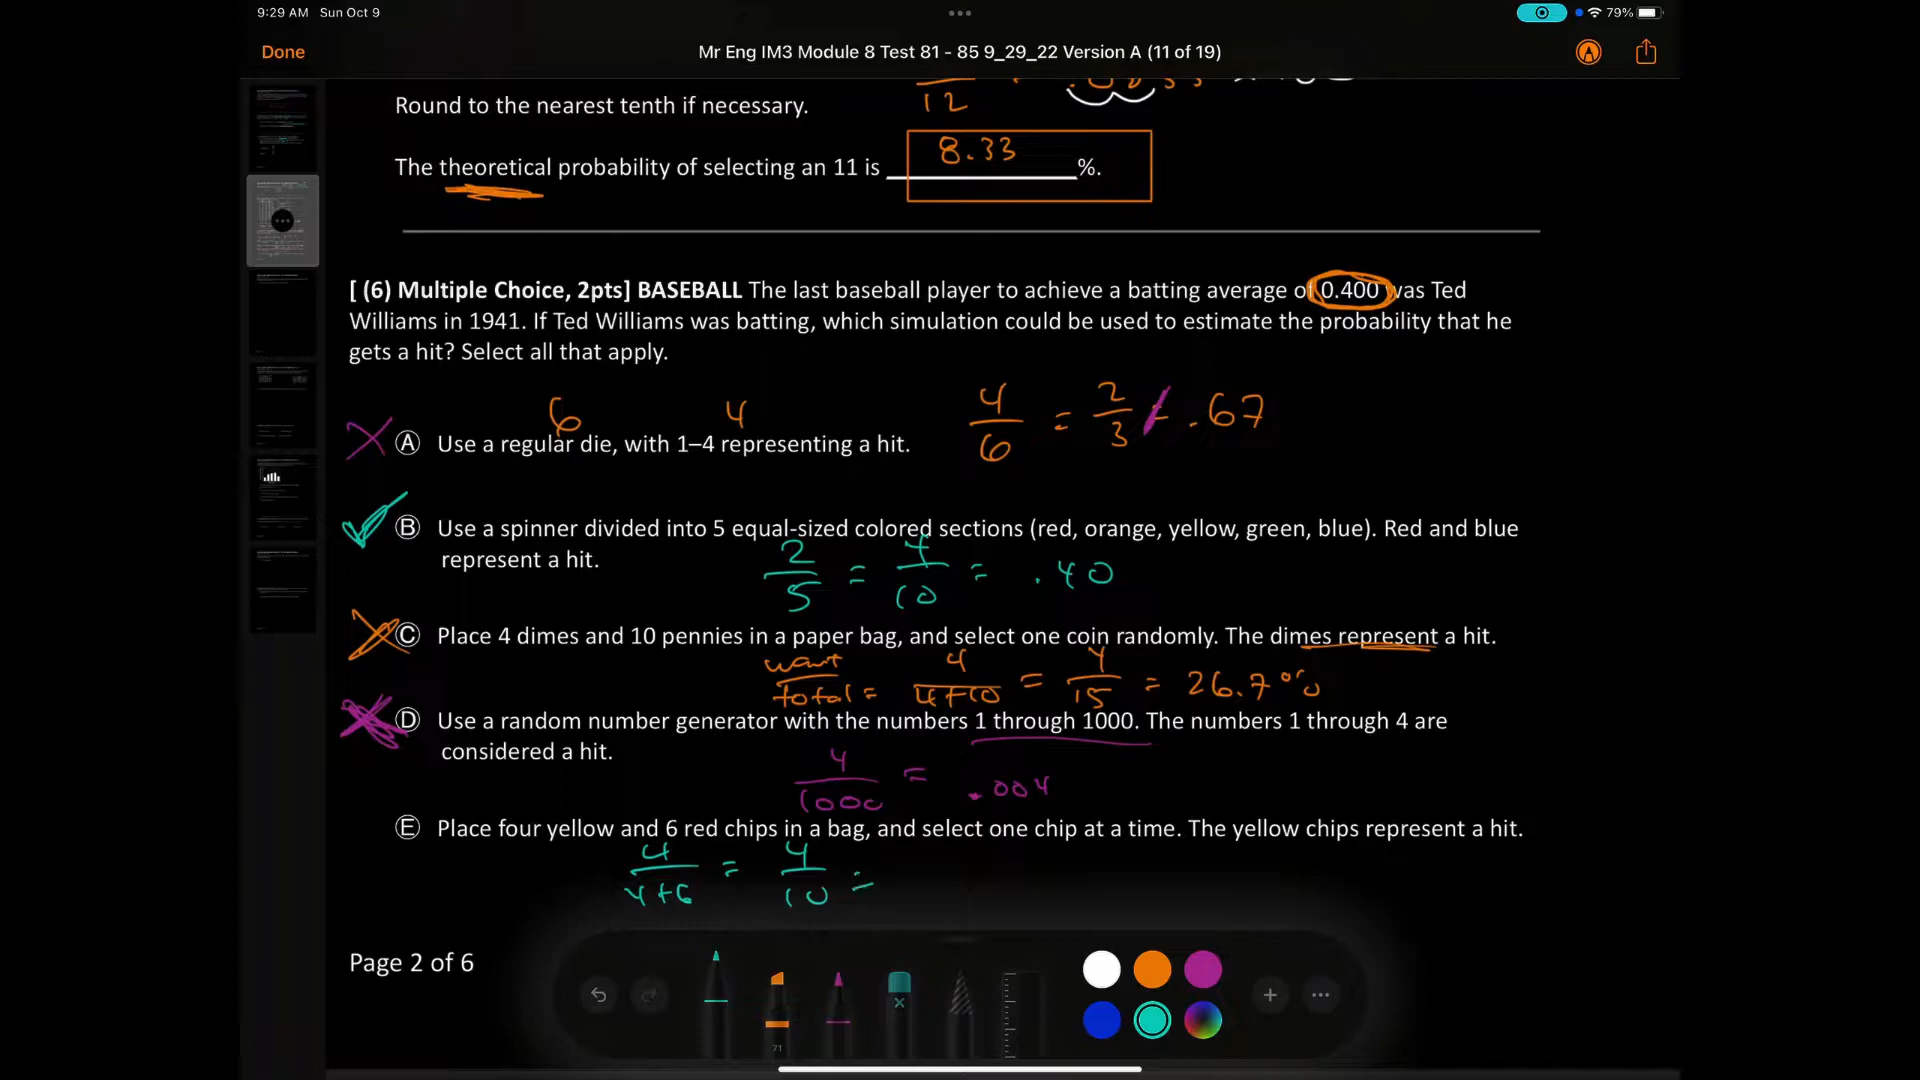 9:29 AM Sun Oct 9
79%
Done
Mr Eng IM3 Module 8 Test 81 - 85 9_29_22 Version A (11 of 19)
12
Round to the nearest tenth if necessary.
8.33
The theoretical probability of selecting an 11 is ________ %.
[ (6) Multiple Choice, 2pts] BASEBALL The last baseball player to achieve a batting average of 0.400 was Ted
Williams in 1941. If Ted Williams was batting, which simulation could be used to estimate the probability that he
gets a hit? Select all that apply.
6 4 4/6 = 2/3 = .67
A Use a regular die, with 1–4 representing a hit.
B Use a spinner divided into 5 equal-sized colored sections (red, orange, yellow, green, blue). Red and blue
represent a hit.
2/5 = 4/10 = .40
C Place 4 dimes and 10 pennies in a paper bag, and select one coin randomly. The dimes represent a hit.
want/total = 4/4+10 = 4/15 = 26.7%
D Use a random number generator with the numbers 1 through 1000. The numbers 1 through 4 are
considered a hit.
4/1000 = .004
E Place four yellow and 6 red chips in a bag, and select one chip at a time. The yellow chips represent a hit.
4/4+6 = 4/10 =
Page 2 of 6
71